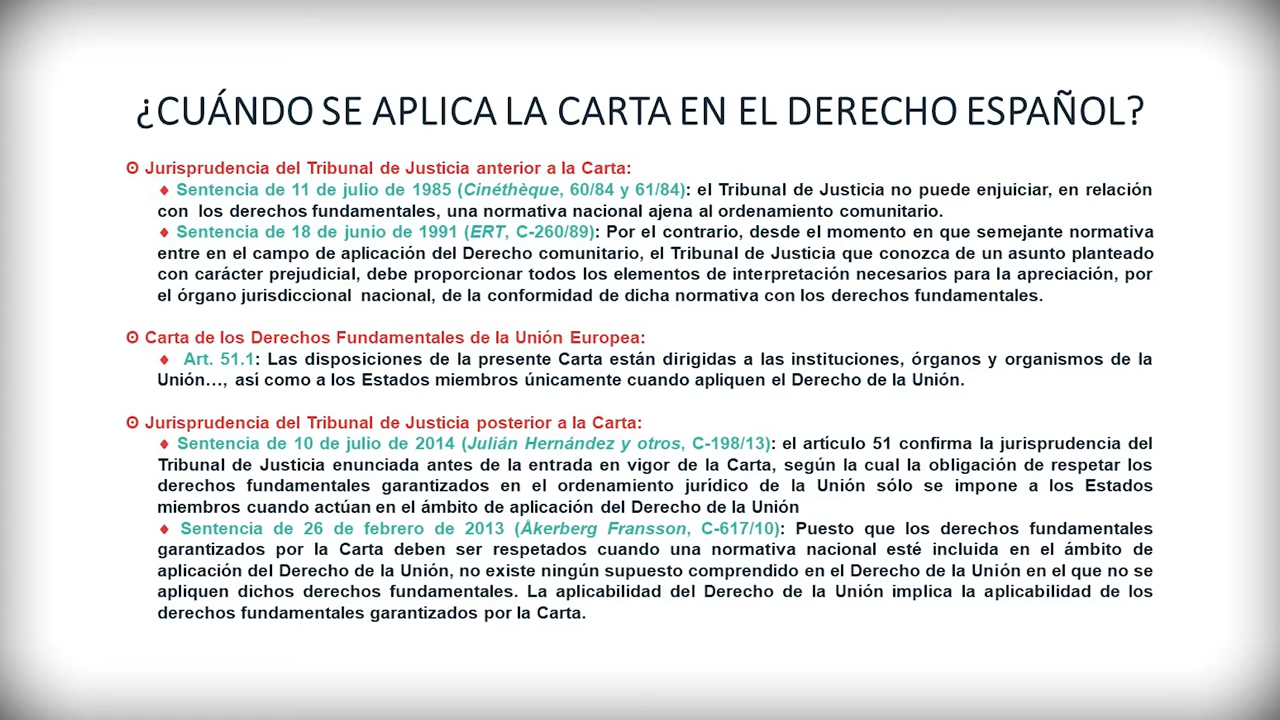 ¿CUÁNDO SE APLICA LA CARTA EN EL DERECHO ESPAÑOL?
ʘ Jurisprudencia del Tribunal de Justicia anterior a la Carta:
♦ Sentencia de 11 de julio de 1985 (Cinéthèque, 60/84 y 61/84): el Tribunal de Justicia no puede enjuiciar, en relación
con los derechos fundamentales, una normativa nacional ajena al ordenamiento comunitario.
♦ Sentencia de 18 de junio de 1991 (ERT, C-260/89): Por el contrario, desde el momento en que semejante normativa
entre en el campo de aplicación del Derecho comunitario, el Tribunal de Justicia que conozca de un asunto planteado
con carácter prejudicial, debe proporcionar todos los elementos de interpretación necesarios para la apreciación, por
el órgano jurisdiccional nacional, de la conformidad de dicha normativa con los derechos fundamentales.
ʘ Carta de los Derechos Fundamentales de la Unión Europea:
♦ Art. 51.1: Las disposiciones de la presente Carta están dirigidas a las instituciones, órganos y organismos de la
Unión…, así como a los Estados miembros únicamente cuando apliquen el Derecho de la Unión.
ʘ Jurisprudencia del Tribunal de Justicia posterior a la Carta:
♦ Sentencia de 10 de julio de 2014 (Julián Hernández y otros, C-198/13): el artículo 51 confirma la jurisprudencia del
Tribunal de Justicia enunciada antes de la entrada en vigor de la Carta, según la cual la obligación de respetar los
derechos fundamentales garantizados en el ordenamiento jurídico de la Unión sólo se impone a los Estados
miembros cuando actúan en el ámbito de aplicación del Derecho de la Unión
♦ Sentencia de 26 de febrero de 2013 (Åkerberg Fransson, C-617/10): Puesto que los derechos fundamentales
garantizados por la Carta deben ser respetados cuando una normativa nacional esté incluida en el ámbito de
aplicación del Derecho de la Unión, no existe ningún supuesto comprendido en el Derecho de la Unión en el que no se
apliquen dichos derechos fundamentales. La aplicabilidad del Derecho de la Unión implica la aplicabilidad de los
derechos fundamentales garantizados por la Carta.